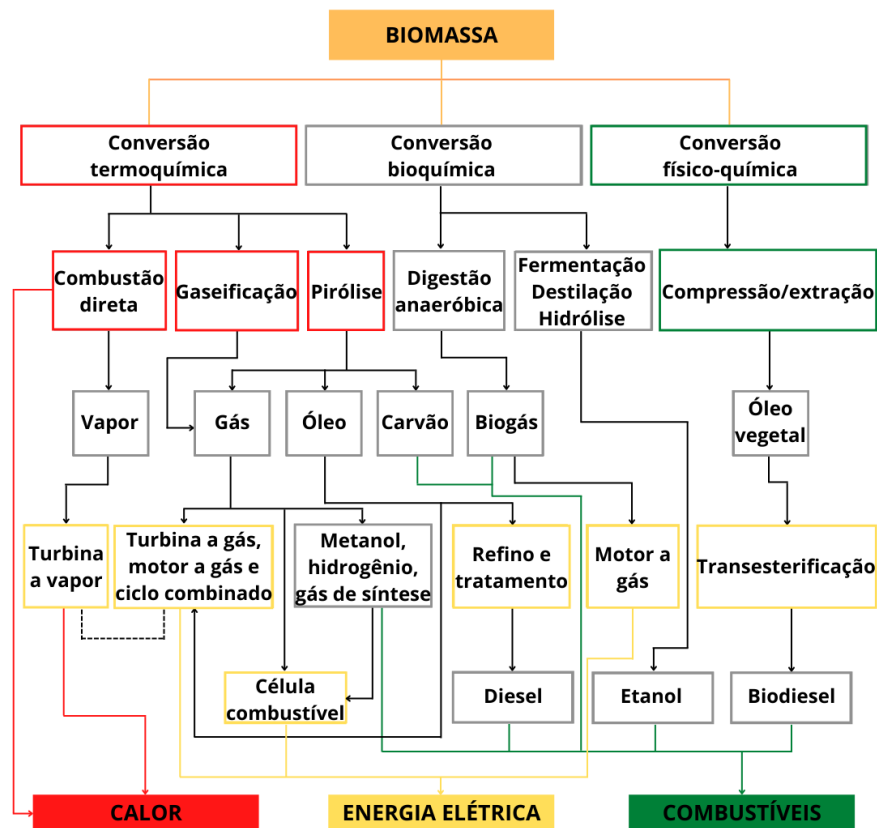 BIOMASSA
Conversão
termoquímica
Conversão
bioquímica
Conversão
físico-química
Combustão
direta
Gaseificação
Pirólise
Digestão
anaeróbica
Fermentação
Destilação
Hidrólise
Compressão/extração
Vapor
Gás
Óleo
Carvão
Biogás
Óleo
vegetal
Turbina
a vapor
Turbina a gás,
motor a gás e
ciclo combinado
Metanol,
hidrogênio,
gás de síntese
Refino e
tratamento
Motor a
gás
Transesterificação
Célula
combustível
Diesel
Etanol
Biodiesel
CALOR
ENERGIA ELÉTRICA
COMBUSTÍVEIS